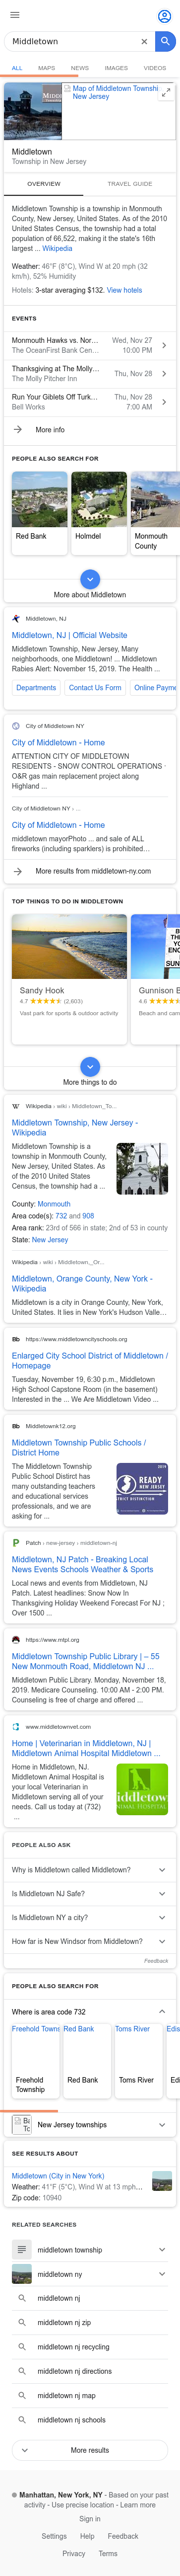 Middletown
ALL MAPS NEWS IMAGES VIDEOS
Map of Middletown Township,
New Jersey
Middletown
Township in New Jersey
OVERVIEW TRAVEL GUIDE
Middletown Township is a township in Monmouth
County, New Jersey, United States. As of the 2010
United States Census, the township had a total
population of 66,522, making it the state's 16th
largest ... Wikipedia
Weather: 46°F (8°C), Wind W at 20 mph (32
km/h), 52% Humidity
Hotels: 3-star averaging $132. View hotels
EVENTS
Monmouth Hawks vs. Nor... Wed, Nov 27
The OceanFirst Bank Cen... 10:00 PM
Thanksgiving at The Molly... Thu, Nov 28
The Molly Pitcher Inn
Run Your Giblets Off Turk... Thu, Nov 28
Bell Works 7:00 AM
More info
PEOPLE ALSO SEARCH FOR
Red Bank
Holmdel
Monmouth
County
More about Middletown
Middletown, NJ
Middletown, NJ | Official Website
Middletown Township, New Jersey, Many
neighborhoods, one Middletown! ... Middletown
Rabies Alert: November 15, 2019. The Health ...
Departments Contact Us Form Online Payme
City of Middletown NY
City of Middletown - Home
ATTENTION CITY OF MIDDLETOWN
RESIDENTS - SNOW CONTROL OPERATIONS ·
O&R gas main replacement project along
Highland ...
City of Middletown NY › ...
City of Middletown - Home
middletown mayorPhoto ... and sale of ALL
fireworks (including sparklers) is prohibited…
More results from middletown-ny.com
TOP THINGS TO DO IN MIDDLETOWN
Sandy Hook
4.7 (2,603)
Vast park for sports & outdoor activity
Gunnison B
4.6
Beach and cam
More things to do
Wikipedia › wiki › Middletown,_To...
Middletown Township, New Jersey -
Wikipedia
Middletown Township is a
township in Monmouth County,
New Jersey, United States. As
of the 2010 United States
Census, the township had a ...
County: Monmouth
Area code(s): 732 and 908
Area rank: 23rd of 566 in state; 2nd of 53 in county
State: New Jersey
Wikipedia › wiki › Middletown,_Or...
Middletown, Orange County, New York -
Wikipedia
Middletown is a city in Orange County, New York,
United States. It lies in New York's Hudson Valle…
https://www.middletowncityschools.org
Enlarged City School District of Middletown /
Homepage
Tuesday, November 19, 6:30 p.m., Middletown
High School Capstone Room (in the basement)
Interested in the ... · We Are Middletown Video ...
Middletownk12.org
Middletown Township Public Schools /
District Home
The Middletown Township
Public School District has
many outstanding teachers
and educational services
professionals, and we are
asking for ...
READY
NEW JERSEY
DISTRICT DISTINCTION
Patch › new-jersey › middletown-nj
Middletown, NJ Patch - Breaking Local
News Events Schools Weather & Sports
Local news and events from Middletown, NJ
Patch. Latest headlines: Snow Now In
Thanksgiving Holiday Weekend Forecast For NJ ;
Over 1500 ...
https://www.mtpl.org
Middletown Township Public Library | – 55
New Monmouth Road, Middletown NJ ...
Middletown Public Library. Monday, November 18,
2019. Medicare Counseling. 10:00 AM - 2:00 PM.
Counseling is free of charge and offered ...
www.middletownvet.com
Home | Veterinarian in Middletown, NJ |
Middletown Animal Hospital Middletown ...
Home in Middletown, NJ.
Middletown Animal Hospital is
your local Veterinarian in
Middletown serving all of your
needs. Call us today at (732)
...
iddletow
ANIMAL HOSPITAL
PEOPLE ALSO ASK
Why is Middletown called Middletown?
Is Middletown NJ Safe?
Is Middletown NY a city?
How far is New Windsor from Middletown?
Feedback
PEOPLE ALSO SEARCH FOR
Where is area code 732
Freehold Towns Red Bank Toms River Edis
Freehold
Township
Red Bank
Toms River
Edi
New Jersey townships
SEE RESULTS ABOUT
Middletown (City in New York)
Weather: 41°F (5°C), Wind W at 13 mph…
Zip code: 10940
RELATED SEARCHES
middletown township
middletown ny
middletown nj
middletown nj zip
middletown nj recycling
middletown nj directions
middletown nj map
middletown nj schools
More results
Manhattan, New York, NY - Based on your past
activity - Use precise location - Learn more
Sign in
Settings Help Feedback
Privacy Terms